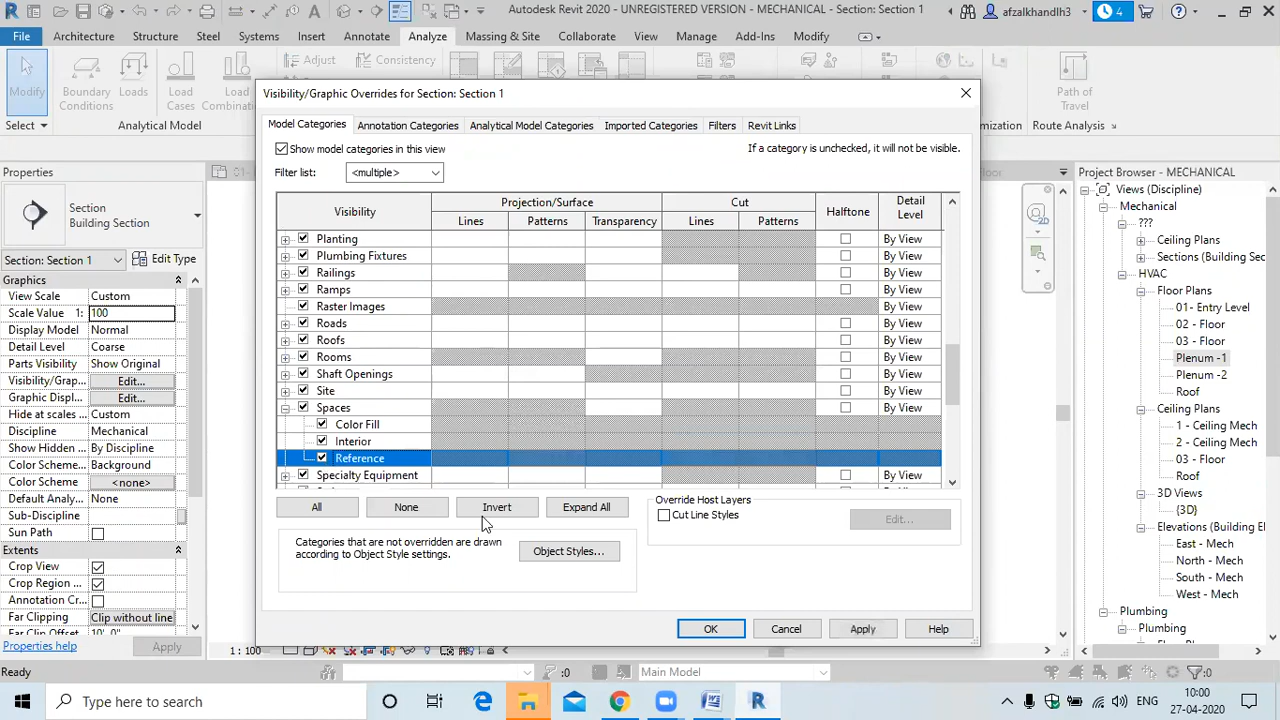 Autodesk Revit 2020 - UNREGISTERED VERSION - MECHANICAL - Section: Section 1
afzalkhandlh3
4
File Architecture Structure Steel Systems Insert Annotate Analyze Massing & Site Collaborate View Manage Add-Ins Modify
Modify
Boundary
Conditions
Loads
Load
Cases
Load
Insert
Consistency
Path of
Travel
Select
Analytical Model
Route Analysis
Visibility/Graphic Overrides for Section: Section 1
Model Categories Annotation Categories Analytical Model Categories Imported Categories Filters Revit Links
Show model categories in this view
If a category is unchecked, it will not be visible.
Filter list: <multiple>
Visibility Projection/Surface Cut Halftone Detail Level
Lines Patterns Transparency Lines Patterns
Planting By View
Plumbing Fixtures By View
Railings By View
Ramps By View
Raster Images By View
Roads By View
Roofs By View
Rooms By View
Shaft Openings By View
Site By View
Spaces By View
Color Fill
Interior
Reference
Specialty Equipment By View
All None Invert Expand All
Override Host Layers
Cut Line Styles Edit...
Categories that are not overridden are drawn
according to Object Style settings.
Object Styles...
OK Cancel Apply Help
Properties
Section
Building Section
Section: Section 1 Edit Type
Graphics
View Scale Custom
Scale Value 1: 100
Display Model Normal
Detail Level Coarse
Parts Visibility Show Original
Visibility/Grap... Edit...
Graphic Displ... Edit...
Hide at scales ... Custom
Discipline Mechanical
Show Hidden ... By Discipline
Color Scheme... Background
Color Scheme <none>
Default Analy... None
Sub-Discipline
Sun Path
Extents
Crop View
Crop Region ...
Annotation Cr...
Far Clipping Clip without line
Far Clip Offset 10' 0"
Properties help Apply
Project Browser - MECHANICAL
Views (Discipline)
Mechanical
???
Ceiling Plans
Sections (Building Sec
HVAC
Floor Plans
01- Entry Level
02 - Floor
03 - Floor
Plenum -1
Plenum -2
Roof
Ceiling Plans
1 - Ceiling Mech
2 - Ceiling Mech
03 - Floor
Roof
3D Views
{3D}
Elevations (Building Ele
East - Mech
North - Mech
South - Mech
West - Mech
Plumbing
Plumbing
1 : 100
Ready
:0
Main Model
:0
Type here to search
ENG
10:00
27-04-2020